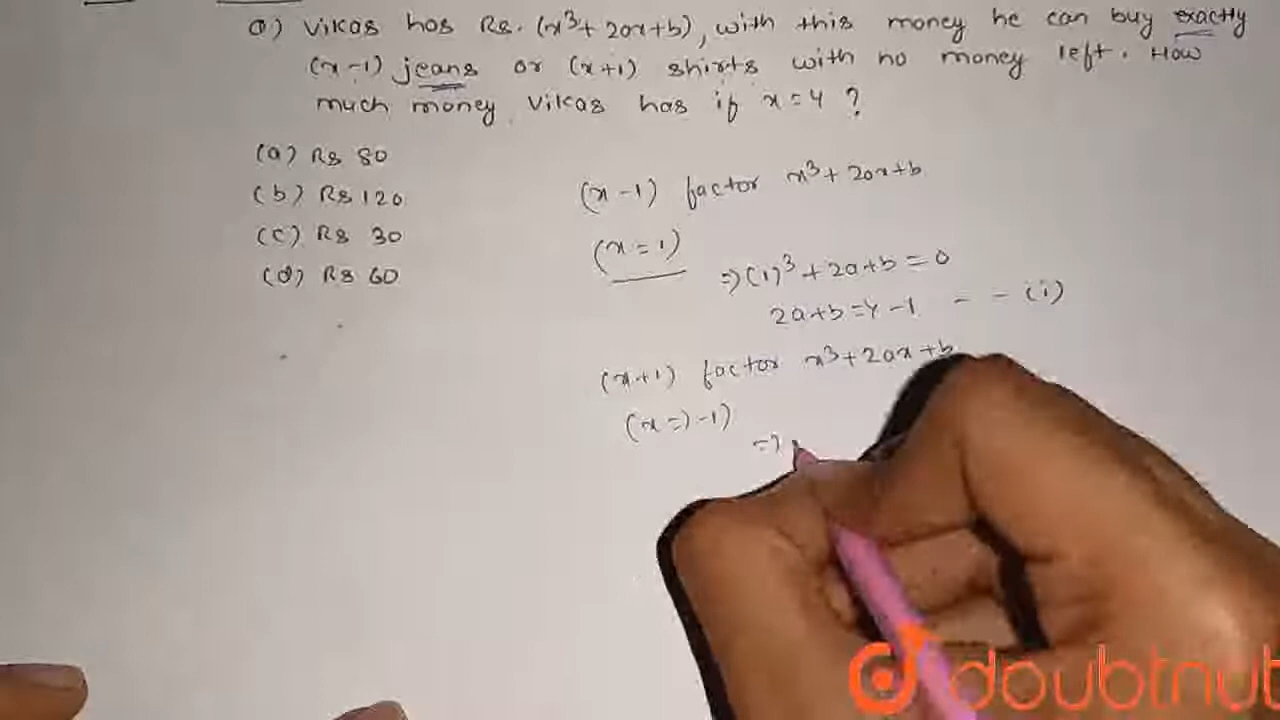 Q) Vikas has Rs. (x³ + 2ax + b), with this money he can buy exactly
(x-1) jeans or (x+1) shirts with no money left. How
much money Vikas has if x = 4 ?
(a) Rs 80
(b) Rs 120
(c) Rs 30
(d) Rs 60
(x-1) factor x³ + 2ax + b
(x = 1)
=> (1)³ + 2a + b = 0
2a + b = -1 - - (i)
(x+1) factor x³ + 2ax + b
(x => -1)
=>
doubtnut